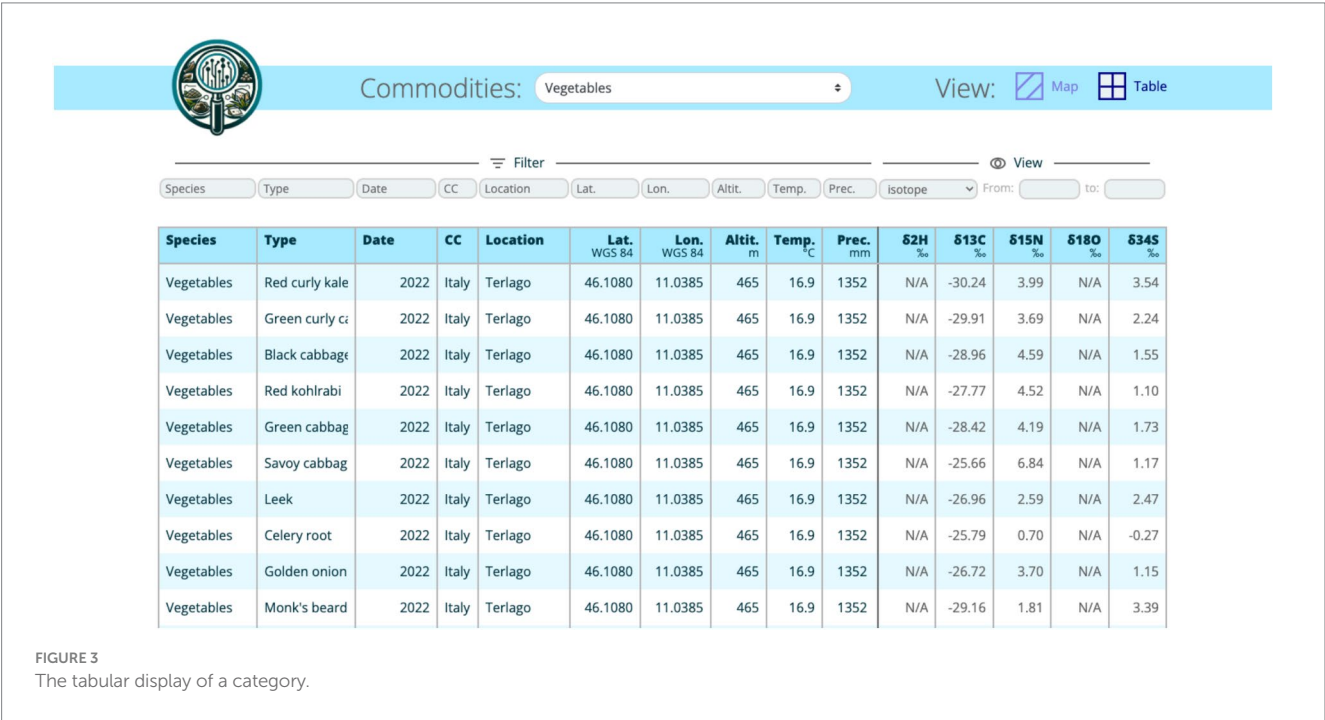 Commodities: Vegetables View: Map Table
Filter View
Species Type Date CC Location Lat. Lon. Altit. Temp. Prec. isotope From: to:
Species Type Date CC Location Lat. Lon. Altit. Temp. Prec. δ2H δ13C δ15N δ18O δ34S
WGS 84 WGS 84 m °C mm ‰ ‰ ‰ ‰ ‰
Vegetables Red curly kale 2022 Italy Terlago 46.1080 11.0385 465 16.9 1352 N/A -30.24 3.99 N/A 3.54
Vegetables Green curly ca 2022 Italy Terlago 46.1080 11.0385 465 16.9 1352 N/A -29.91 3.69 N/A 2.24
Vegetables Black cabbage 2022 Italy Terlago 46.1080 11.0385 465 16.9 1352 N/A -28.96 4.59 N/A 1.55
Vegetables Red kohlrabi 2022 Italy Terlago 46.1080 11.0385 465 16.9 1352 N/A -27.77 4.52 N/A 1.10
Vegetables Green cabbag 2022 Italy Terlago 46.1080 11.0385 465 16.9 1352 N/A -28.42 4.19 N/A 1.73
Vegetables Savoy cabbag 2022 Italy Terlago 46.1080 11.0385 465 16.9 1352 N/A -25.66 6.84 N/A 1.17
Vegetables Leek 2022 Italy Terlago 46.1080 11.0385 465 16.9 1352 N/A -26.96 2.59 N/A 2.47
Vegetables Celery root 2022 Italy Terlago 46.1080 11.0385 465 16.9 1352 N/A -25.79 0.70 N/A -0.27
Vegetables Golden onion 2022 Italy Terlago 46.1080 11.0385 465 16.9 1352 N/A -26.72 3.70 N/A 1.15
Vegetables Monk's beard 2022 Italy Terlago 46.1080 11.0385 465 16.9 1352 N/A -29.16 1.81 N/A 3.39
FIGURE 3
The tabular display of a category.